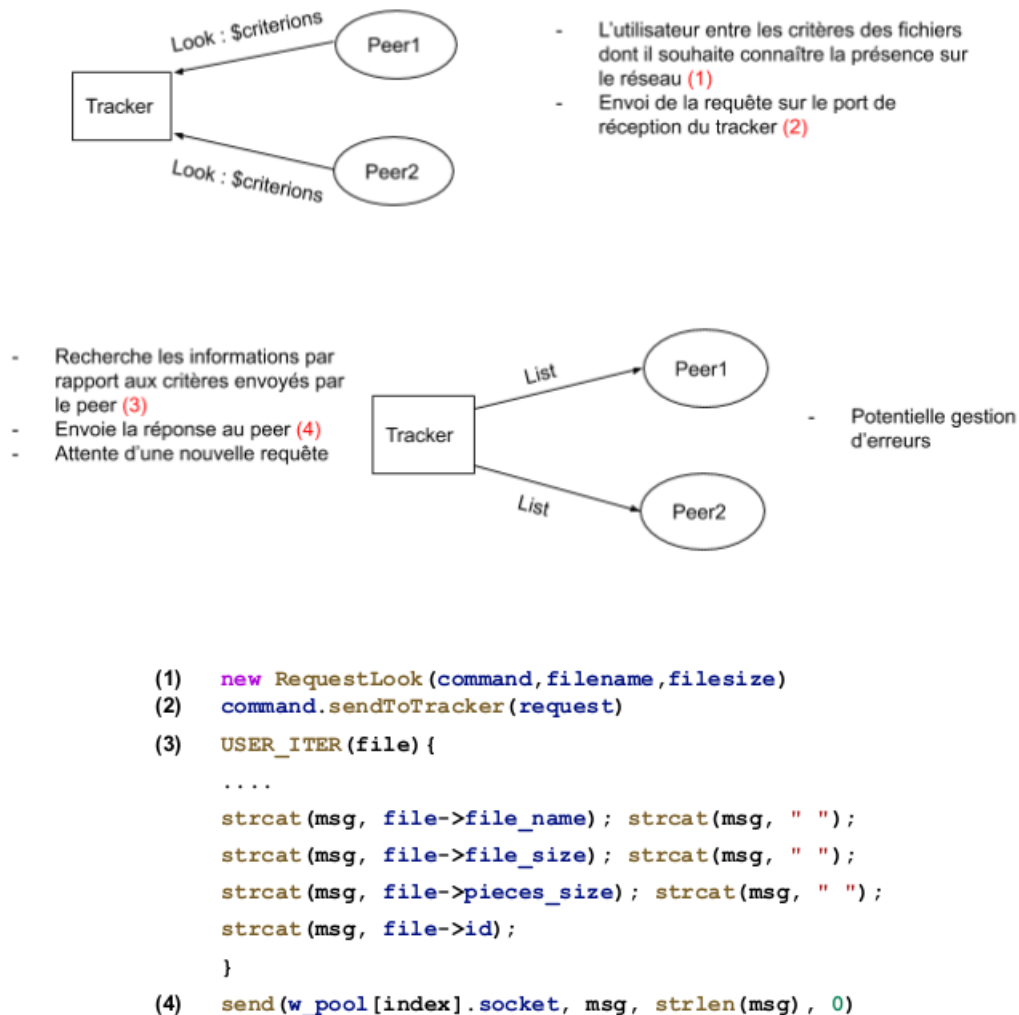 Look : $criterions
Peer1
Tracker
Look : $criterions
Peer2
- L'utilisateur entre les critères des fichiers
dont il souhaite connaître la présence sur
le réseau (1)
- Envoi de la requête sur le port de
réception du tracker (2)
- Recherche les informations par
rapport aux critères envoyés par
le peer (3)
- Envoie la réponse au peer (4)
- Attente d'une nouvelle requête
Tracker
List
Peer1
List
Peer2
- Potentielle gestion
d'erreurs
(1) new RequestLook(command,filename,filesize)
(2) command.sendToTracker(request)
(3) USER_ITER(file){
....
strcat(msg, file->file_name); strcat(msg, " ");
strcat(msg, file->file_size); strcat(msg, " ");
strcat(msg, file->pieces_size); strcat(msg, " ");
strcat(msg, file->id);
}
(4) send(w_pool[index].socket, msg, strlen(msg), 0)